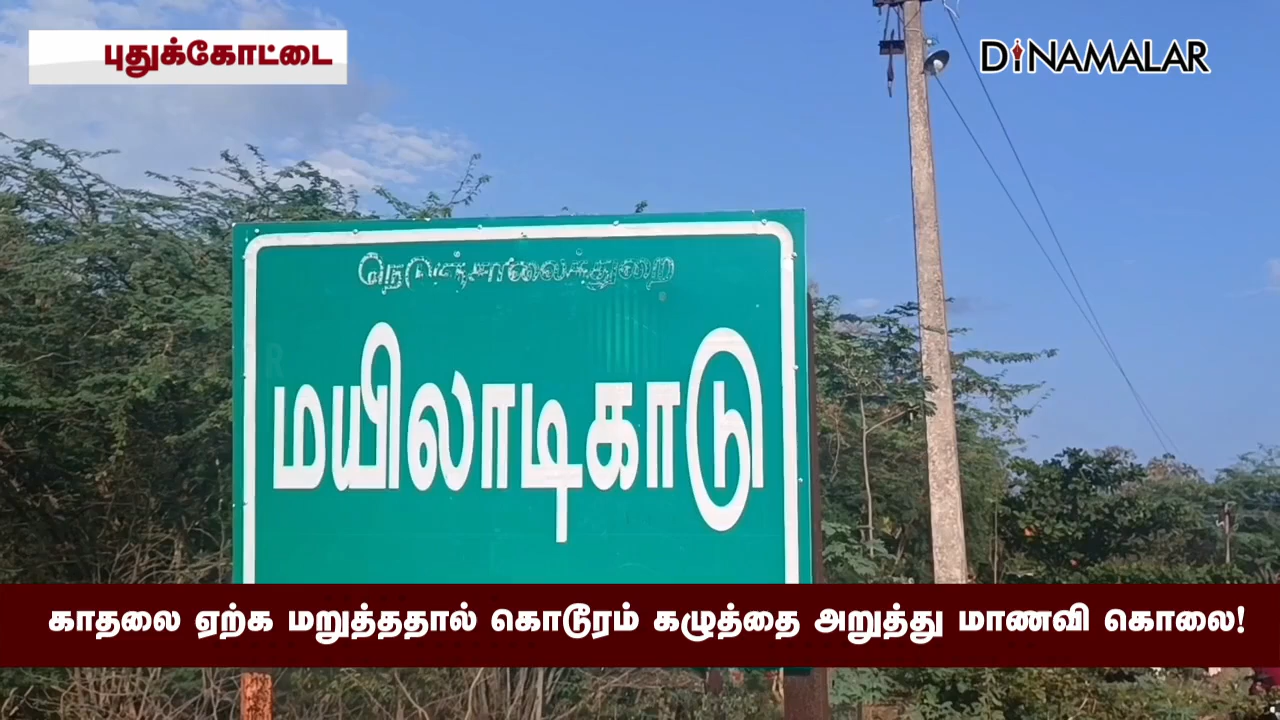 புதுக்கோட்டை
DINAMALAR
நெடுஞ்சாலைத்துறை
மயிலாடிகாடு
காதலை ஏற்க மறுத்ததால் கொடூரம் கழுத்தை அறுத்து மாணவி கொலை!